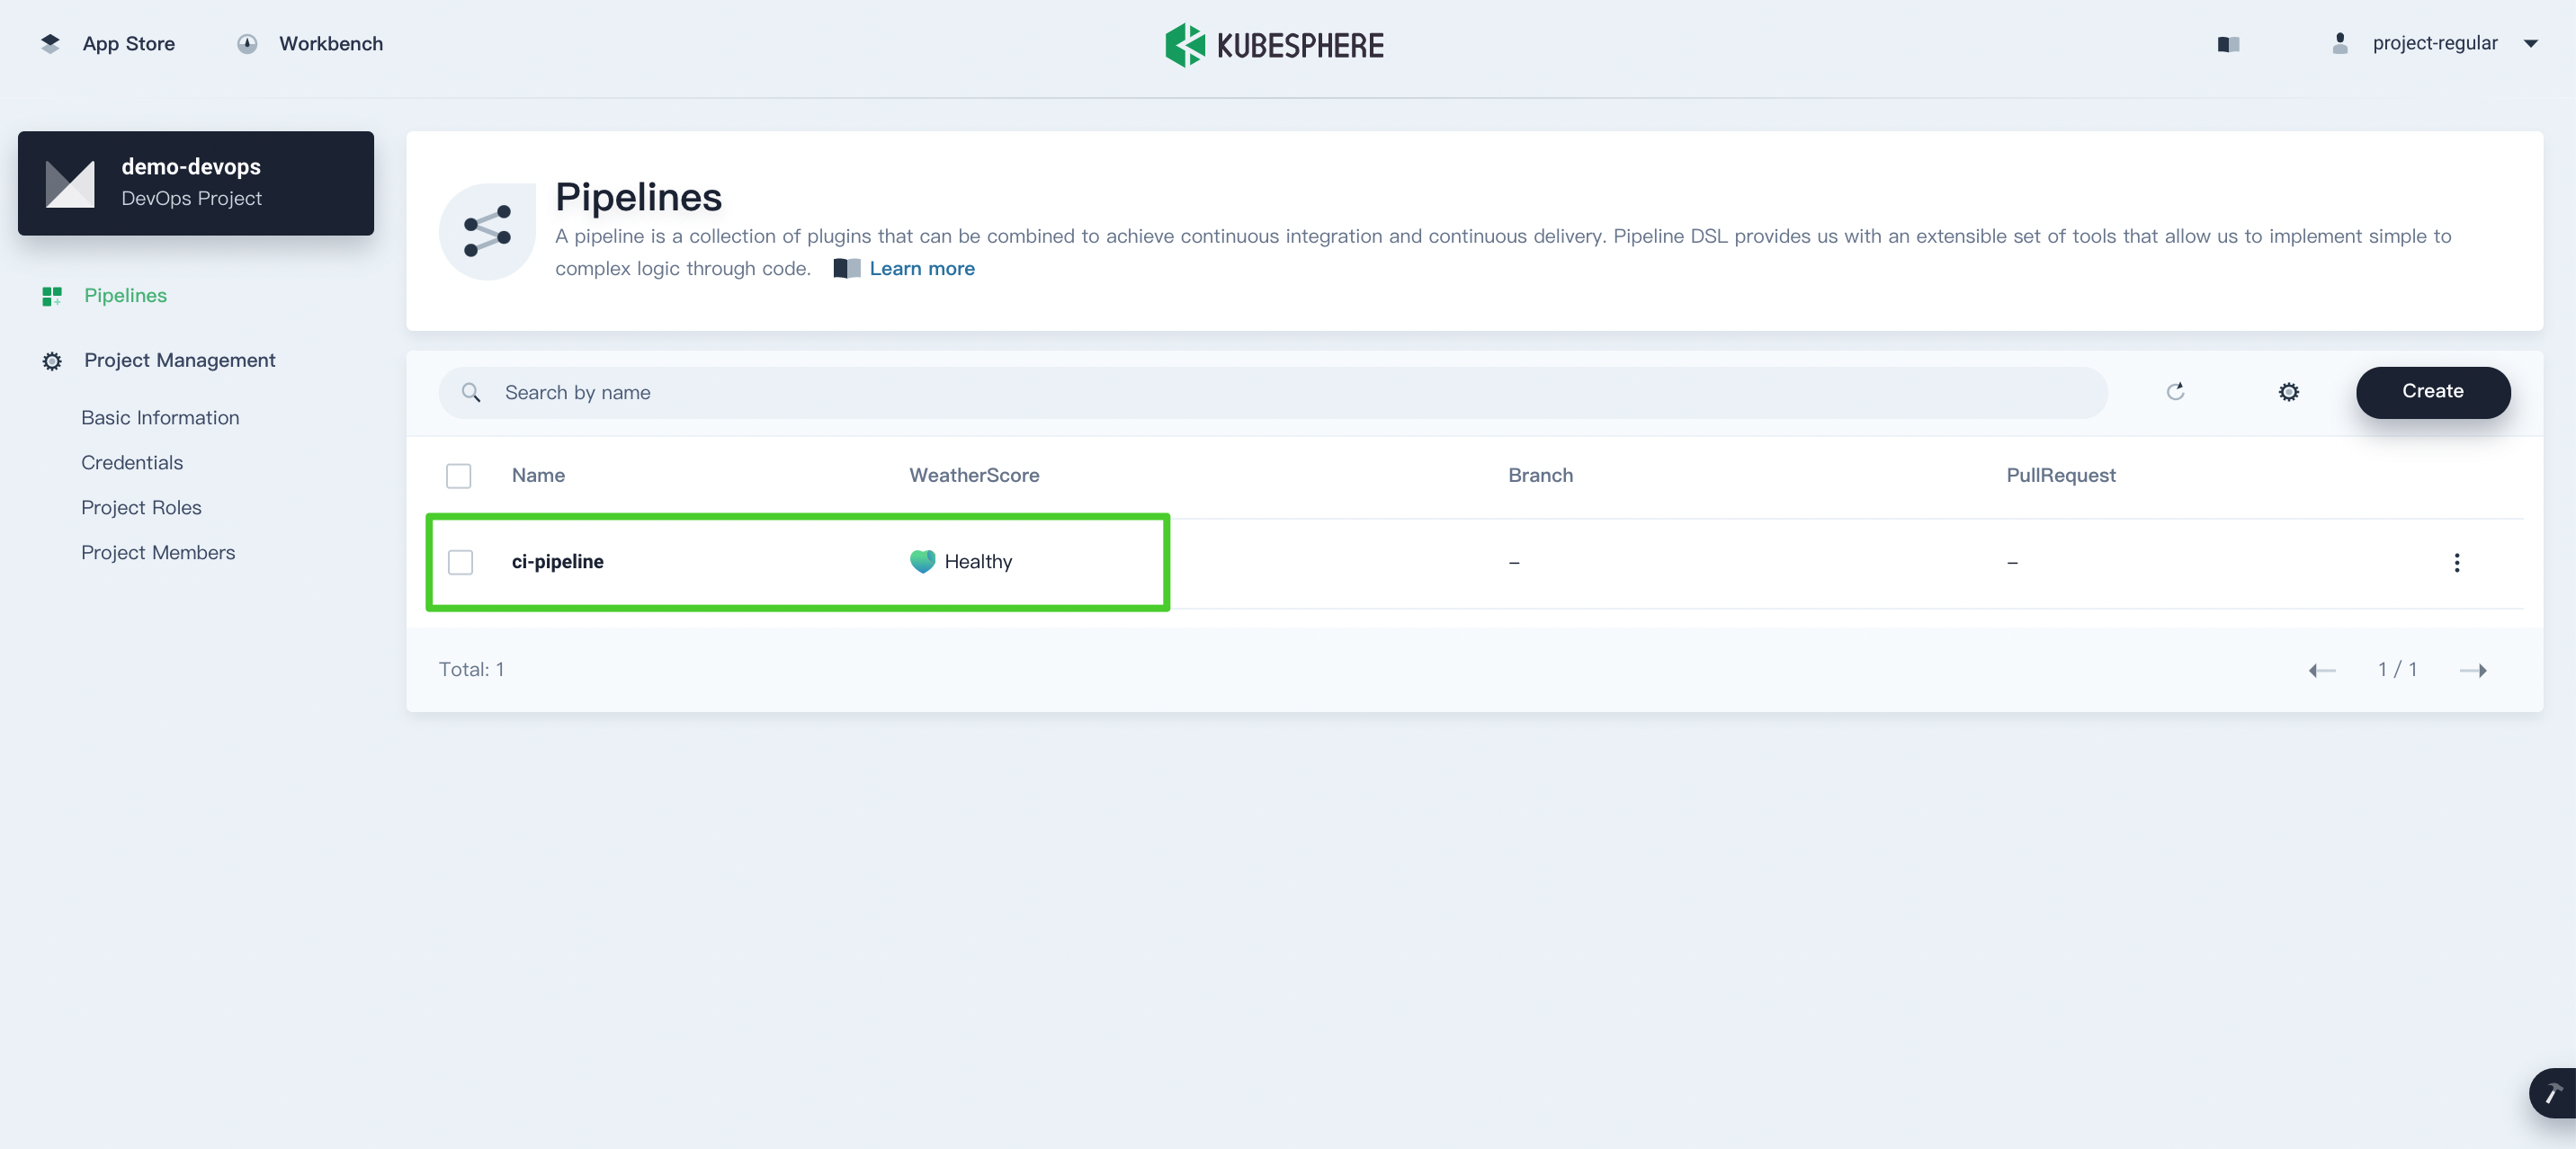 App Store
Workbench
KUBESPHERE
project-regular
demo-devops
DevOps Project
Pipelines
Project Management
Basic Information
Credentials
Project Roles
Project Members
Pipelines
A pipeline is a collection of plugins that can be combined to achieve continuous integration and continuous delivery. Pipeline DSL provides us with an extensible set of tools that allow us to implement simple to
complex logic through code. Learn more
Search by name
Create
Name WeatherScore Branch PullRequest
ci-pipeline Healthy – –
Total: 1
1 / 1